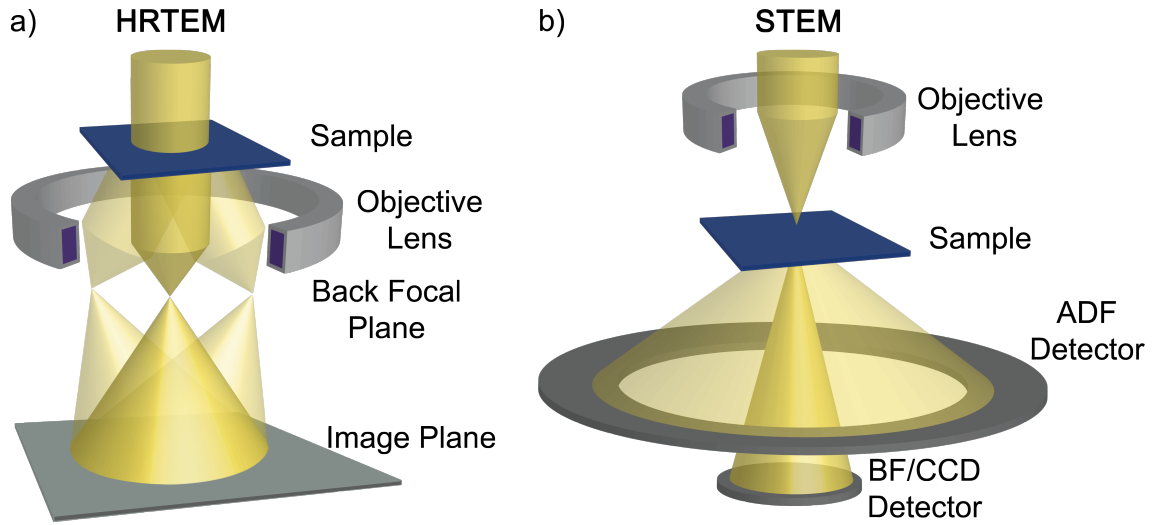 a)
HRTEM
Sample
Objective
Lens
Back Focal
Plane
Image Plane
b)
STEM
Objective
Lens
Sample
ADF
Detector
BF/CCD
Detector